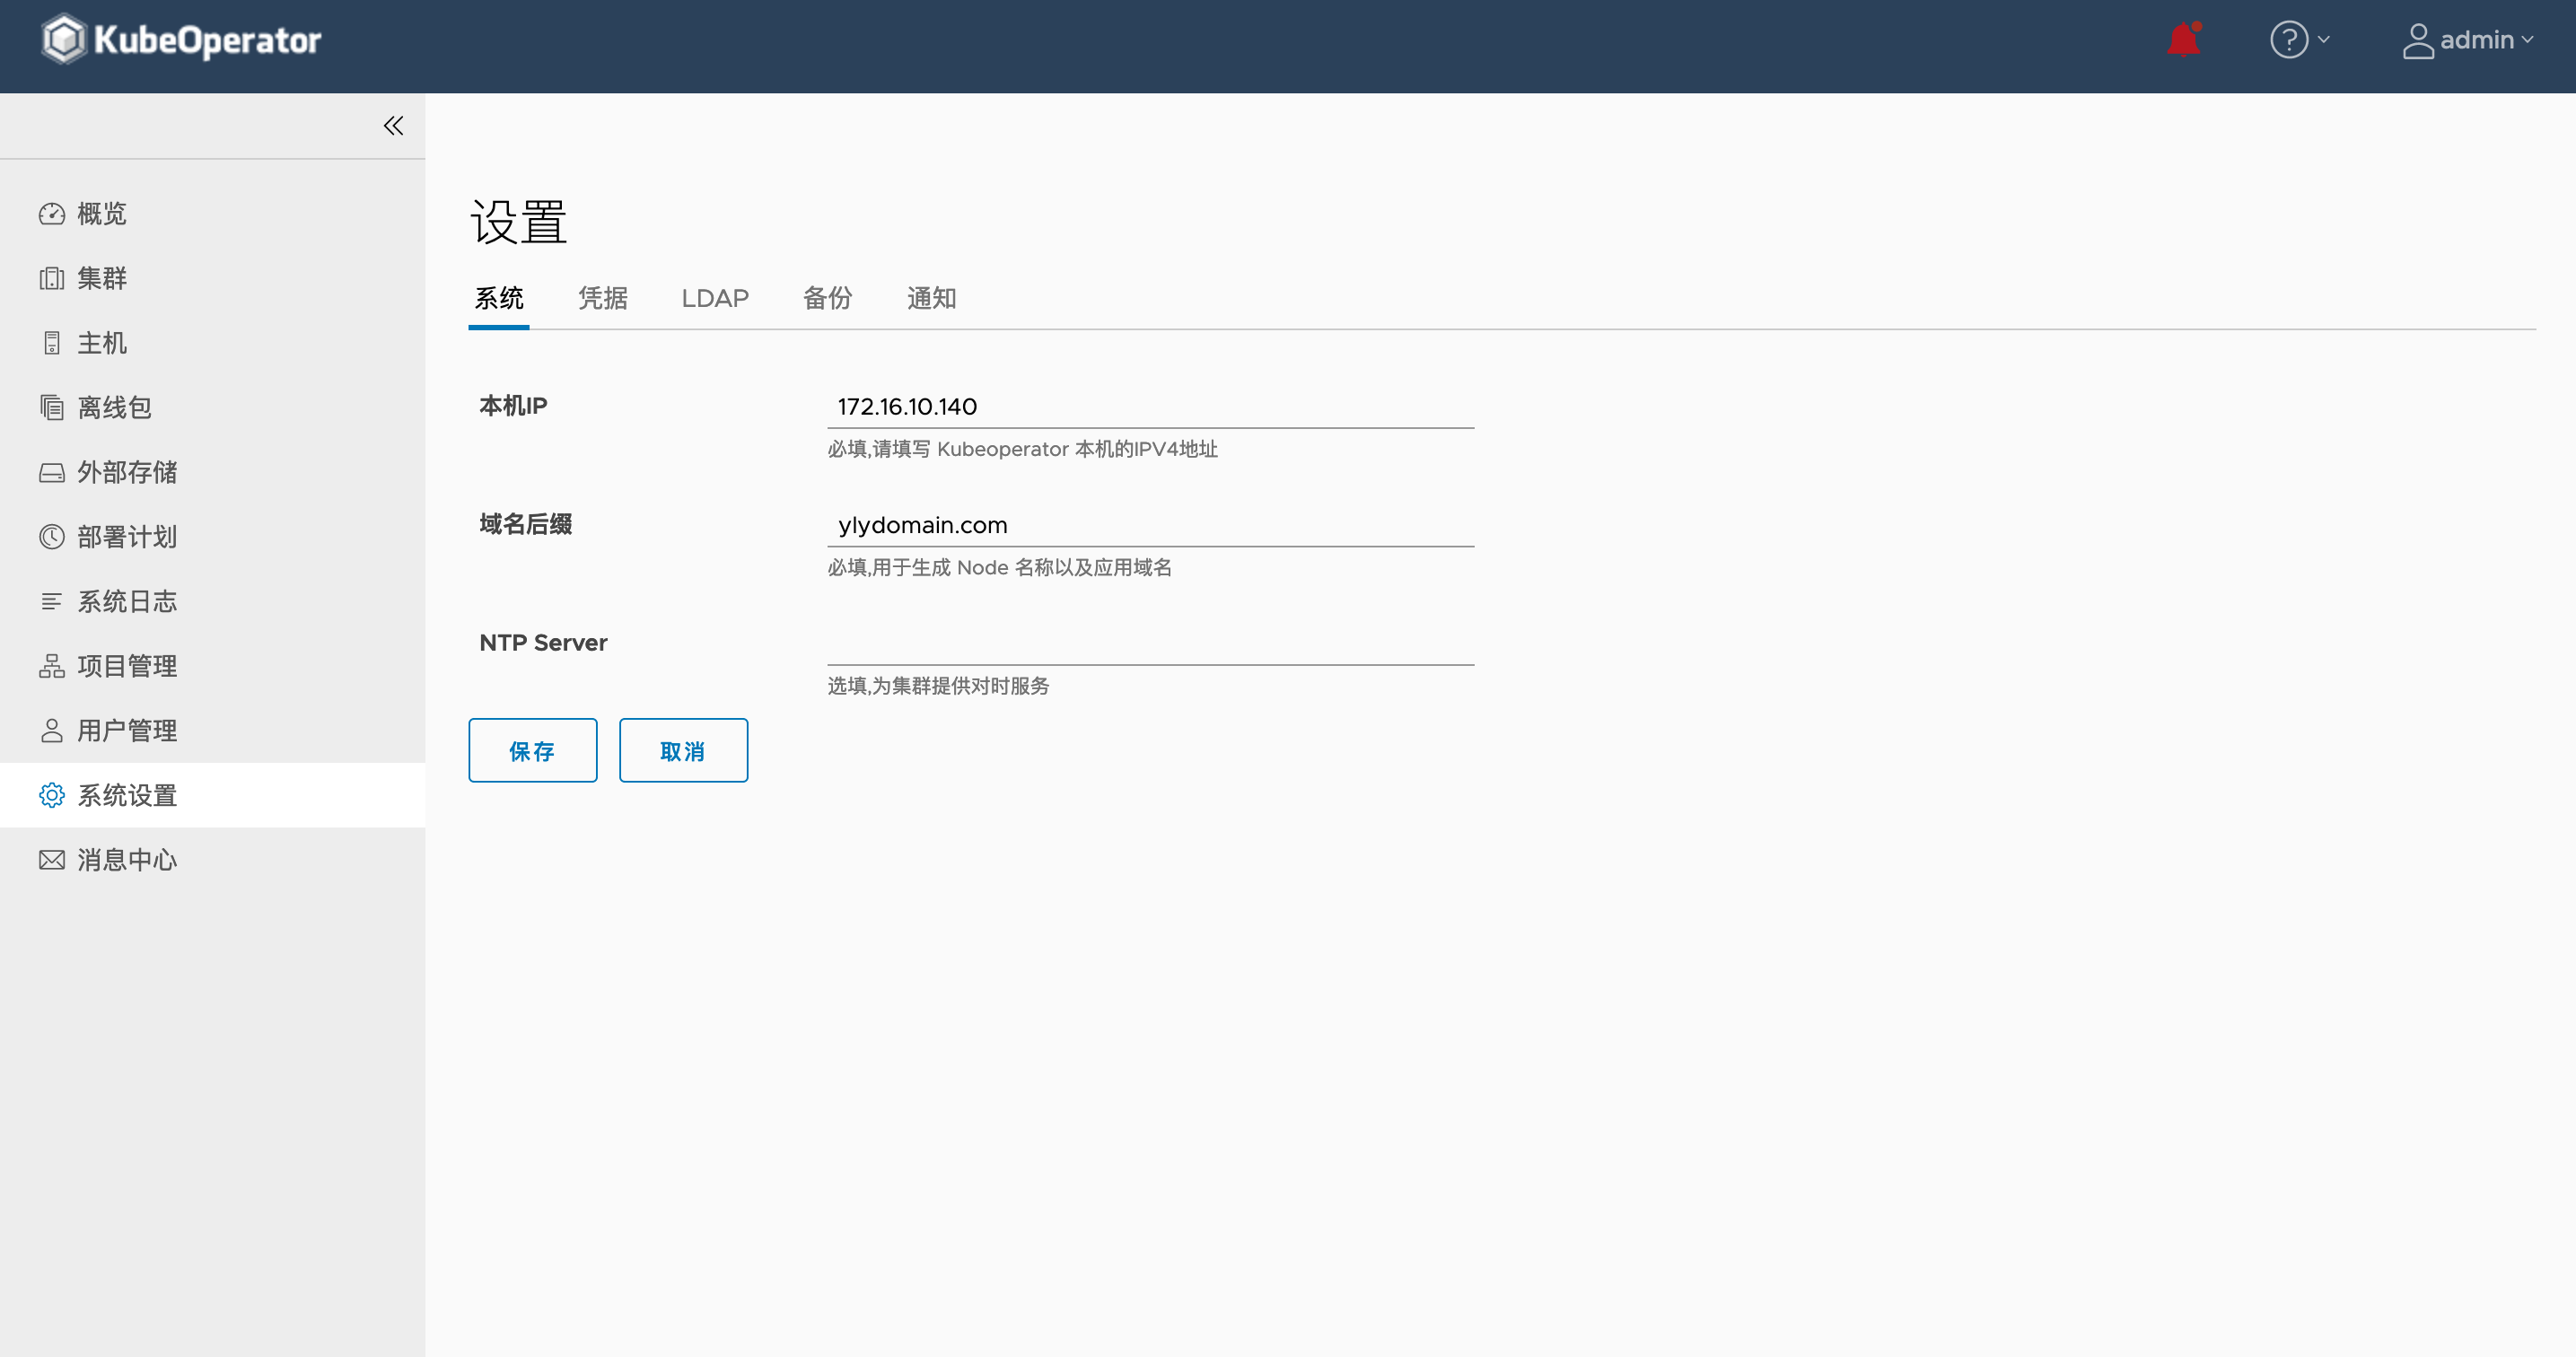 KubeOperator
admin
概览
集群
主机
离线包
外部存储
部署计划
系统日志
项目管理
用户管理
系统设置
消息中心
设置
系统 凭据 LDAP 备份 通知
本机IP 172.16.10.140
必填,请填写 Kubeoperator 本机的IPV4地址
域名后缀 ylydomain.com
必填,用于生成 Node 名称以及应用域名
NTP Server
选填,为集群提供对时服务
保存 取消